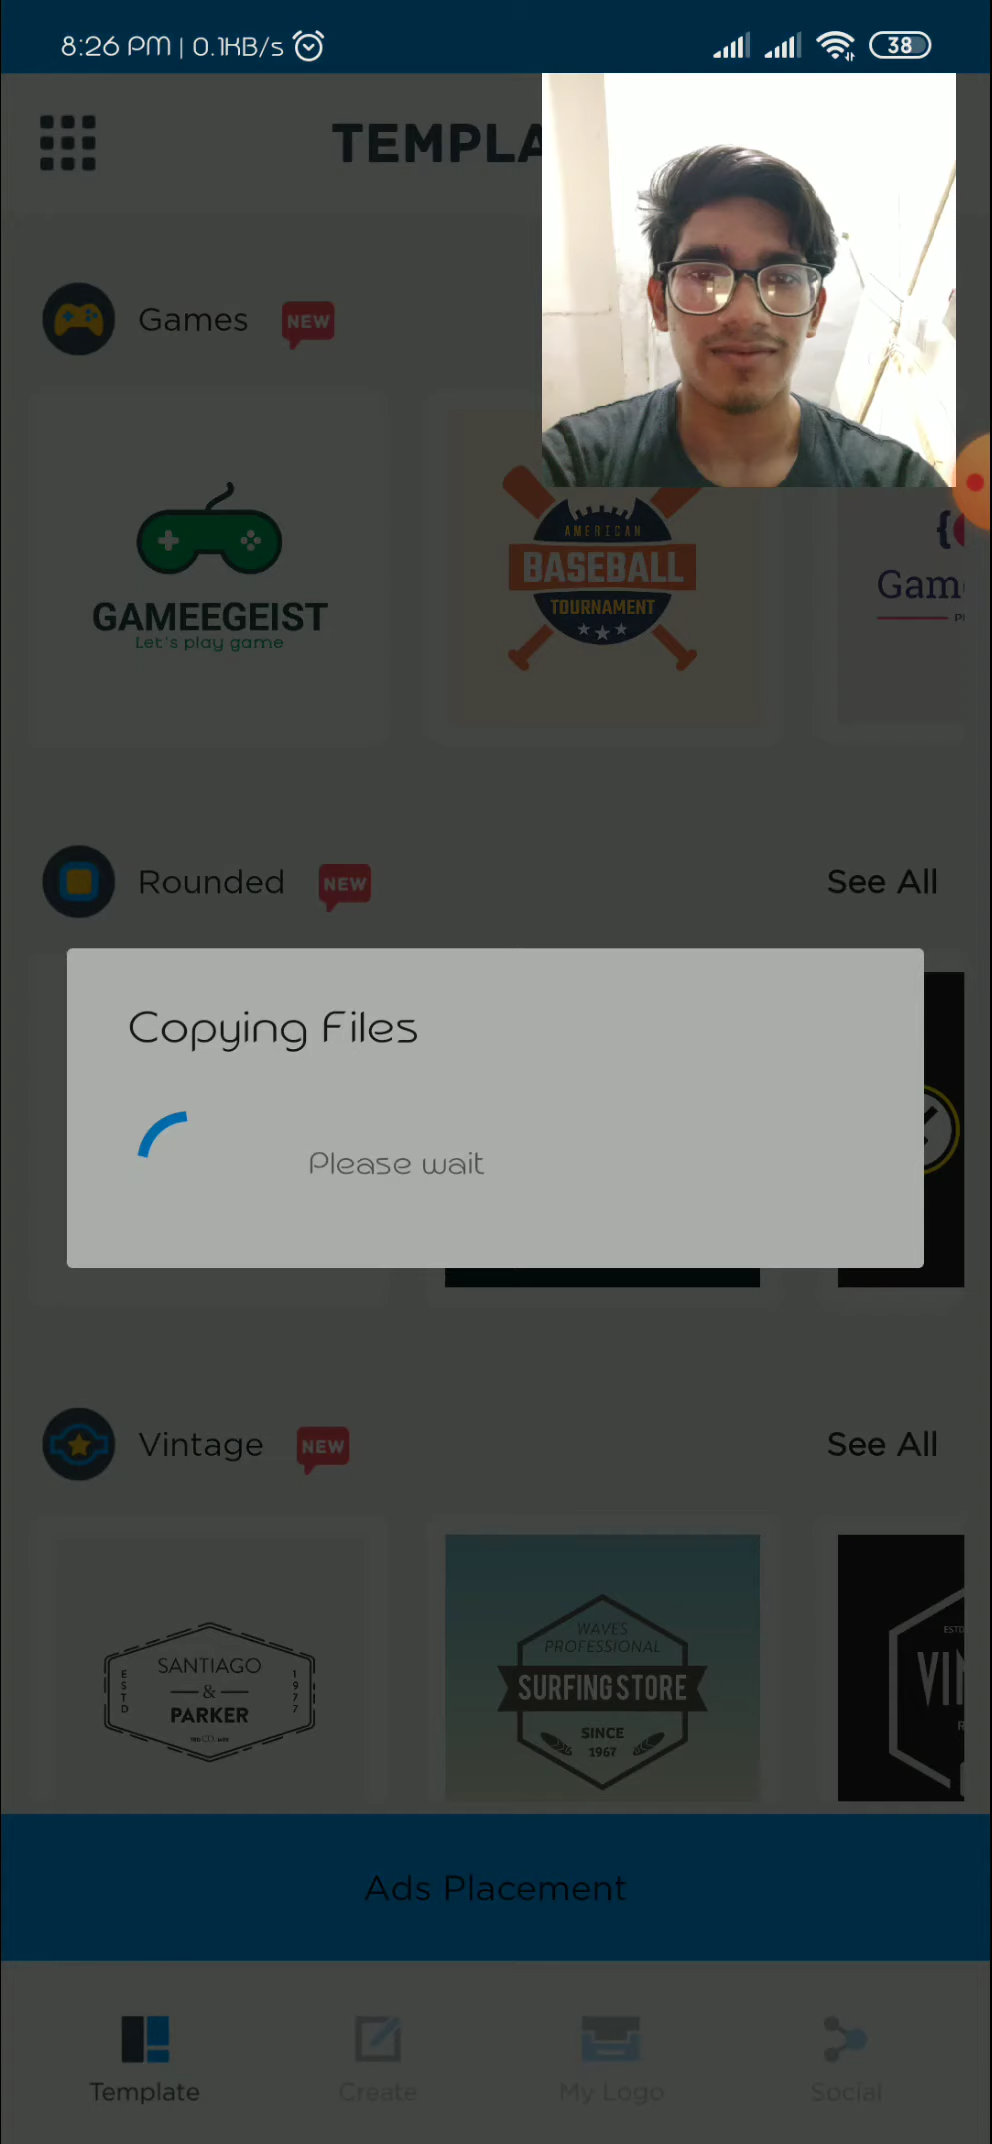 8:26 PM | 0.1KB/s
38
TEMPLA
Games NEW
GAMEEGEIST
Let's play game
AMERICAN
BASEBALL
TOURNAMENT
Game
Rounded NEW See All
Copying Files
Please wait
Vintage NEW See All
ESTD
SANTIAGO
&
PARKER
1977
WAVES
PROFESSIONAL
SURFING STORE
SINCE
1967
ESTD
VIN
Ads Placement
Template Create My Logo Social